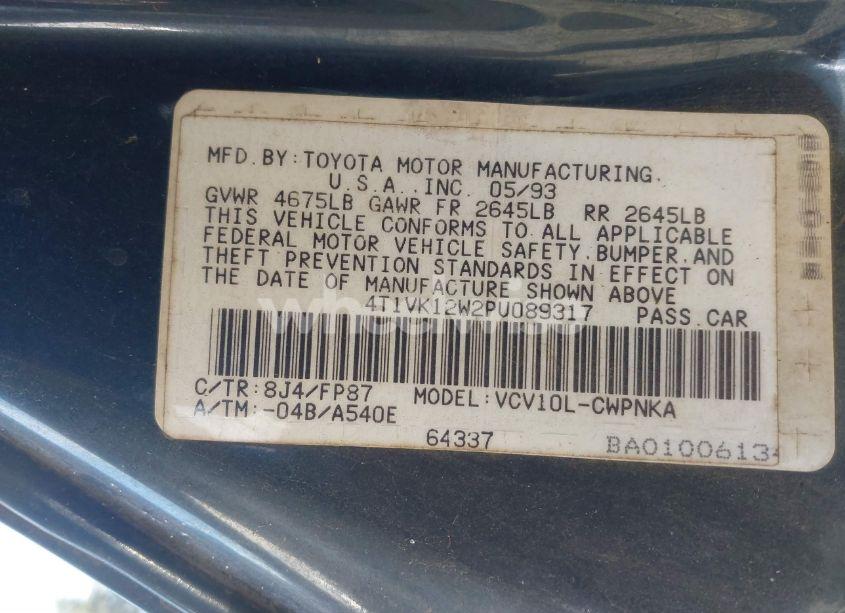 MFD.BY:TOYOTA MOTOR MANUFACTURING.
U.S.A.,INC. 05/93
GVWR 4675LB GAWR FR 2645LB RR 2645LB
THIS VEHICLE CONFORMS TO ALL APPLICABLE
FEDERAL MOTOR VEHICLE SAFETY,BUMPER,AND
THEFT PREVENTION STANDARDS IN EFFECT ON
THE DATE OF MANUFACTURE SHOWN ABOVE
4T1VK12W2PU089317 PASS.CAR
C/TR:8J4/FP87 MODEL:VCV10L-CWPNKA
A/TM:-04B/A540E
64337
BA01006134